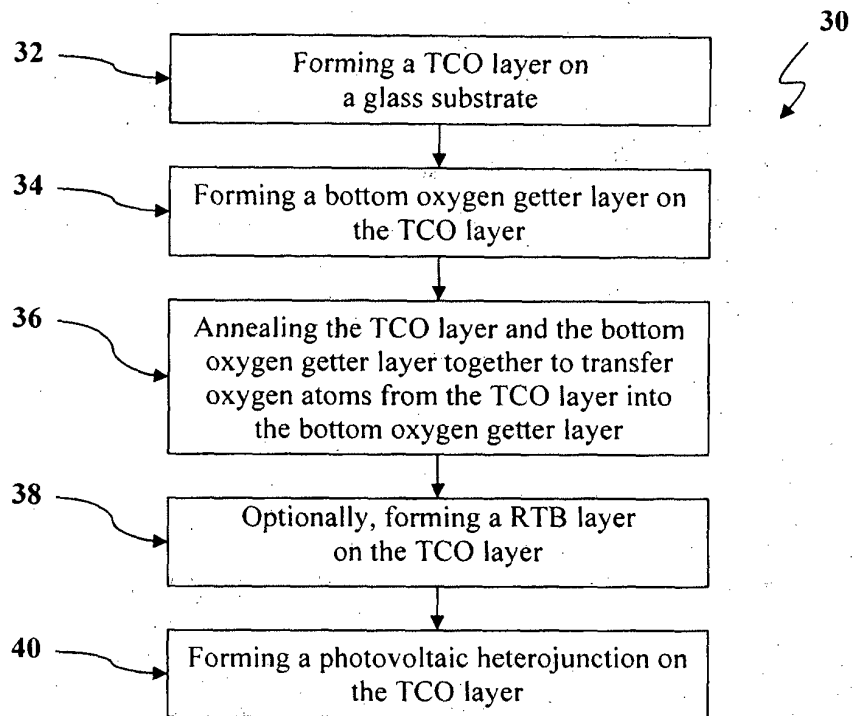 30
32
Forming a TCO layer on
a glass substrate
34
Forming a bottom oxygen getter layer on
the TCO layer
36
Annealing the TCO layer and the bottom
oxygen getter layer together to transfer
oxygen atoms from the TCO layer into
the bottom oxygen getter layer
38
Optionally, forming a RTB layer
on the TCO layer
40
Forming a photovoltaic heterojunction on
the TCO layer